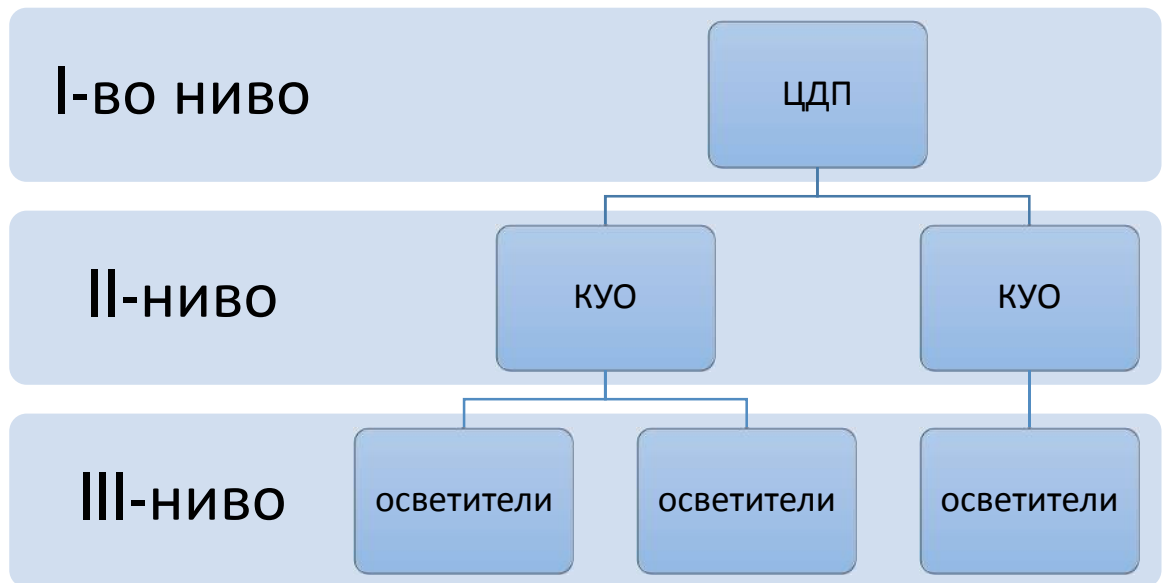 I-во ниво
ЦДП
II-ниво
КУО
КУО
III-ниво
осветители
осветители
осветители